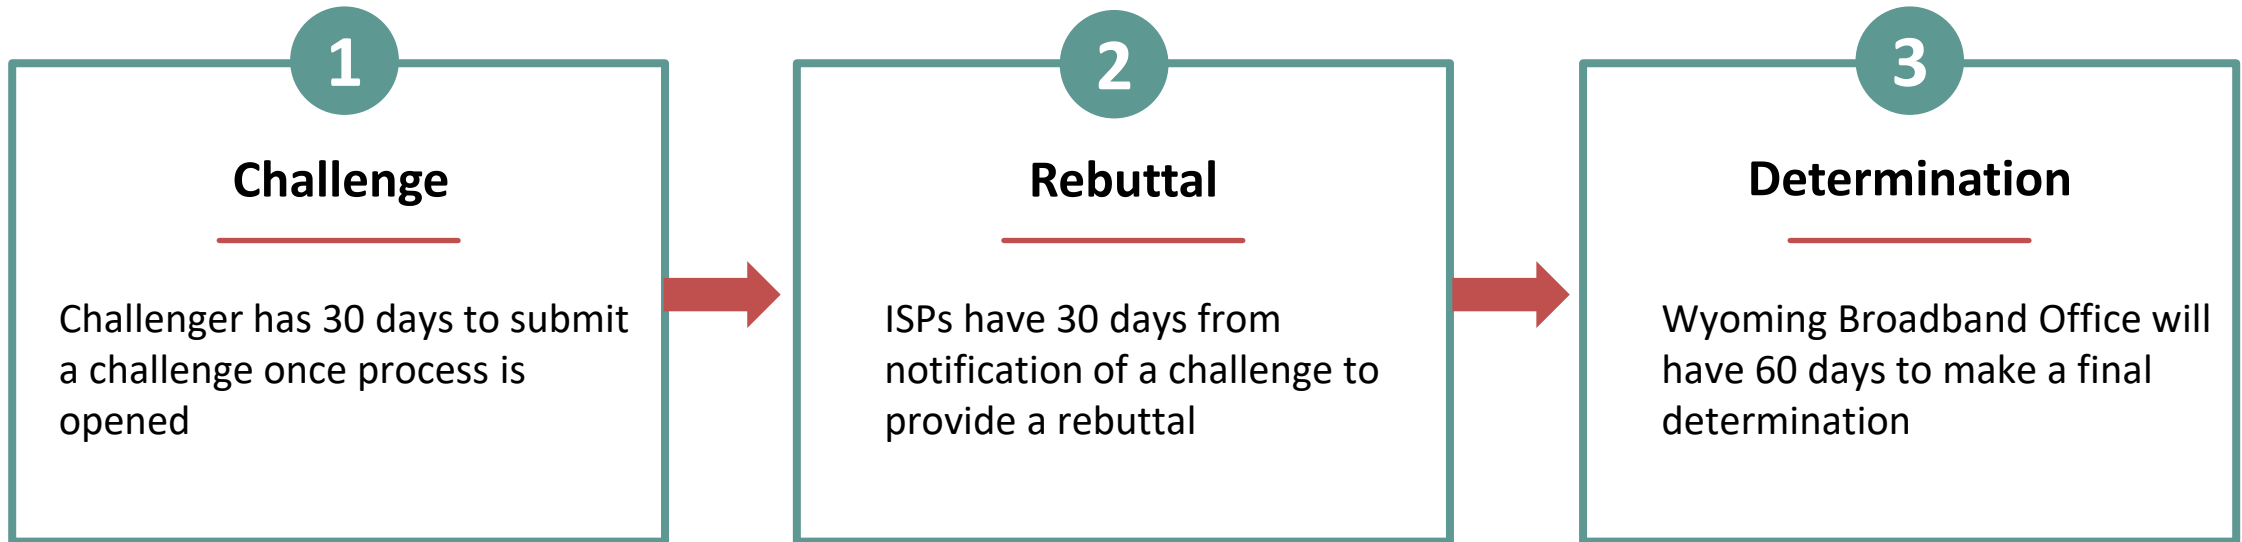 1
Challenge
Challenger has 30 days to submit
a challenge once process is
opened
2
Rebuttal
ISPs have 30 days from
notification of a challenge to
provide a rebuttal
3
Determination
Wyoming Broadband Office will
have 60 days to make a final
determination